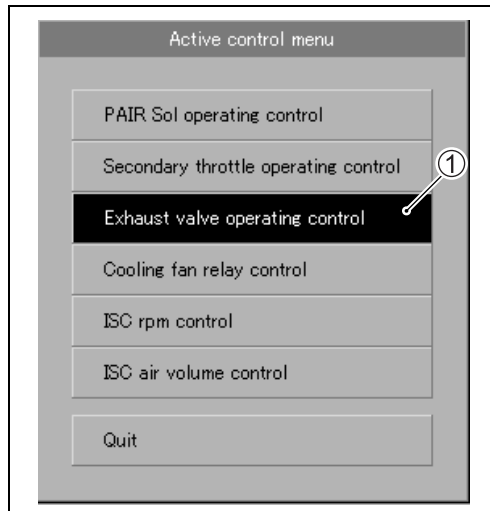 Active control menu
PAIR Sol operating control
Secondary throttle operating control
1
Exhaust valve operating control
Cooling fan relay control
ISC rpm control
ISC air volume control
Quit